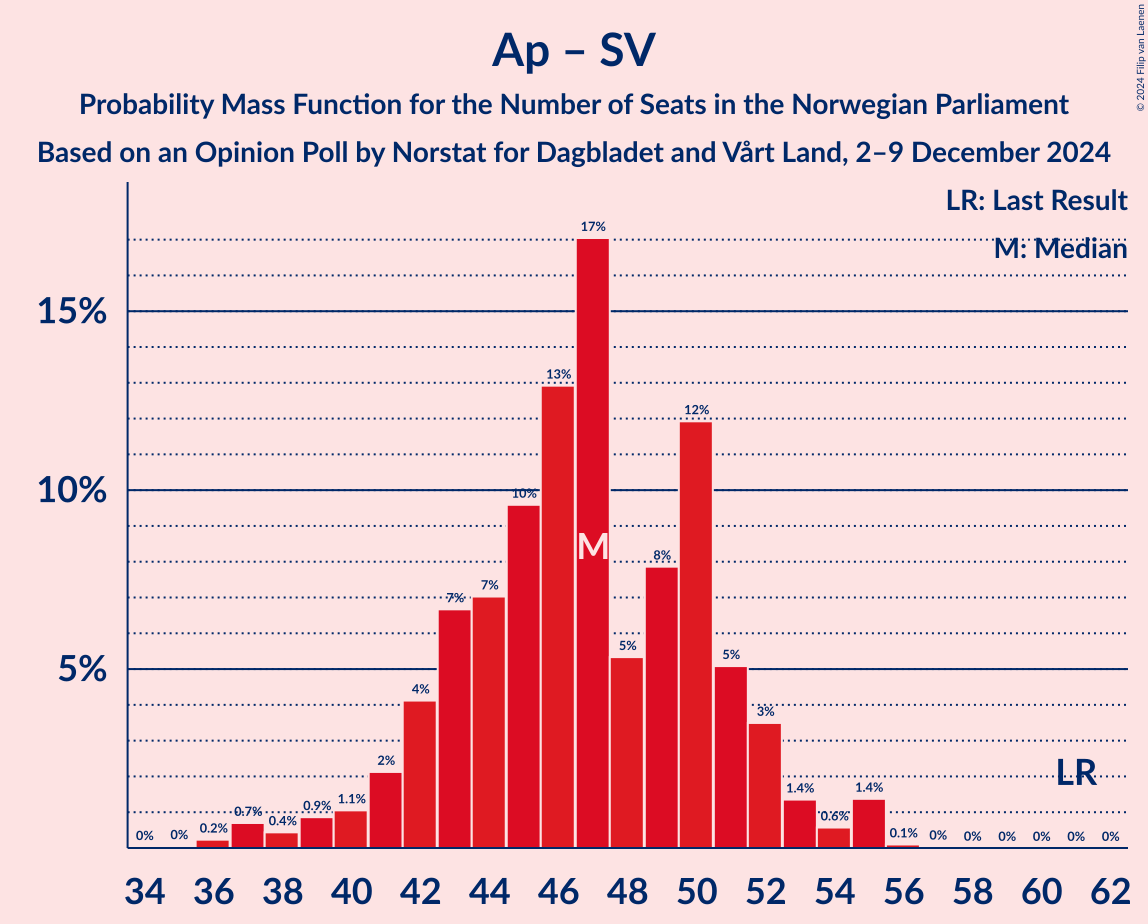 Ap – SV
Probability Mass Function for the Number of Seats in the Norwegian Parliament
Based on an Opinion Poll by Norstat for Dagbladet and Vårt Land, 2–9 December 2024
© 2024 Filip van Laenen
LR: Last Result
M: Median
15%
10%
5%
0% 0% 0.2% 0.7% 0.4% 0.9% 1.1% 2% 4% 7% 7% 10% 13% 17% 5% 8% 12% 5% 3% 1.4% 0.6% 1.4% 0.1% 0% 0% 0% 0% 0% 0%
M
LR
34 36 38 40 42 44 46 48 50 52 54 56 58 60 62